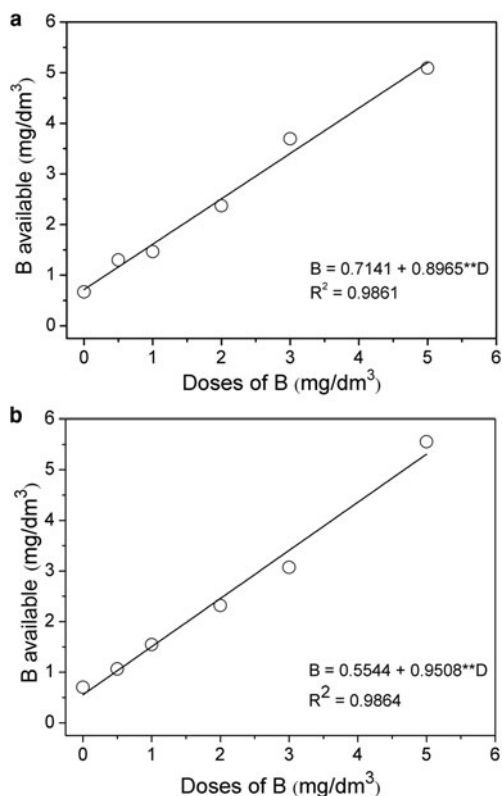 a
6
5
4
3
2
1
0
B available (mg/dm³)
B = 0.7141 + 0.8965**D
R² = 0.9861
0 1 2 3 4 5 6
Doses of B (mg/dm³)
b
6
5
4
3
2
1
0
B available (mg/dm³)
B = 0.5544 + 0.9508**D
R² = 0.9864
0 1 2 3 4 5 6
Doses of B (mg/dm³)